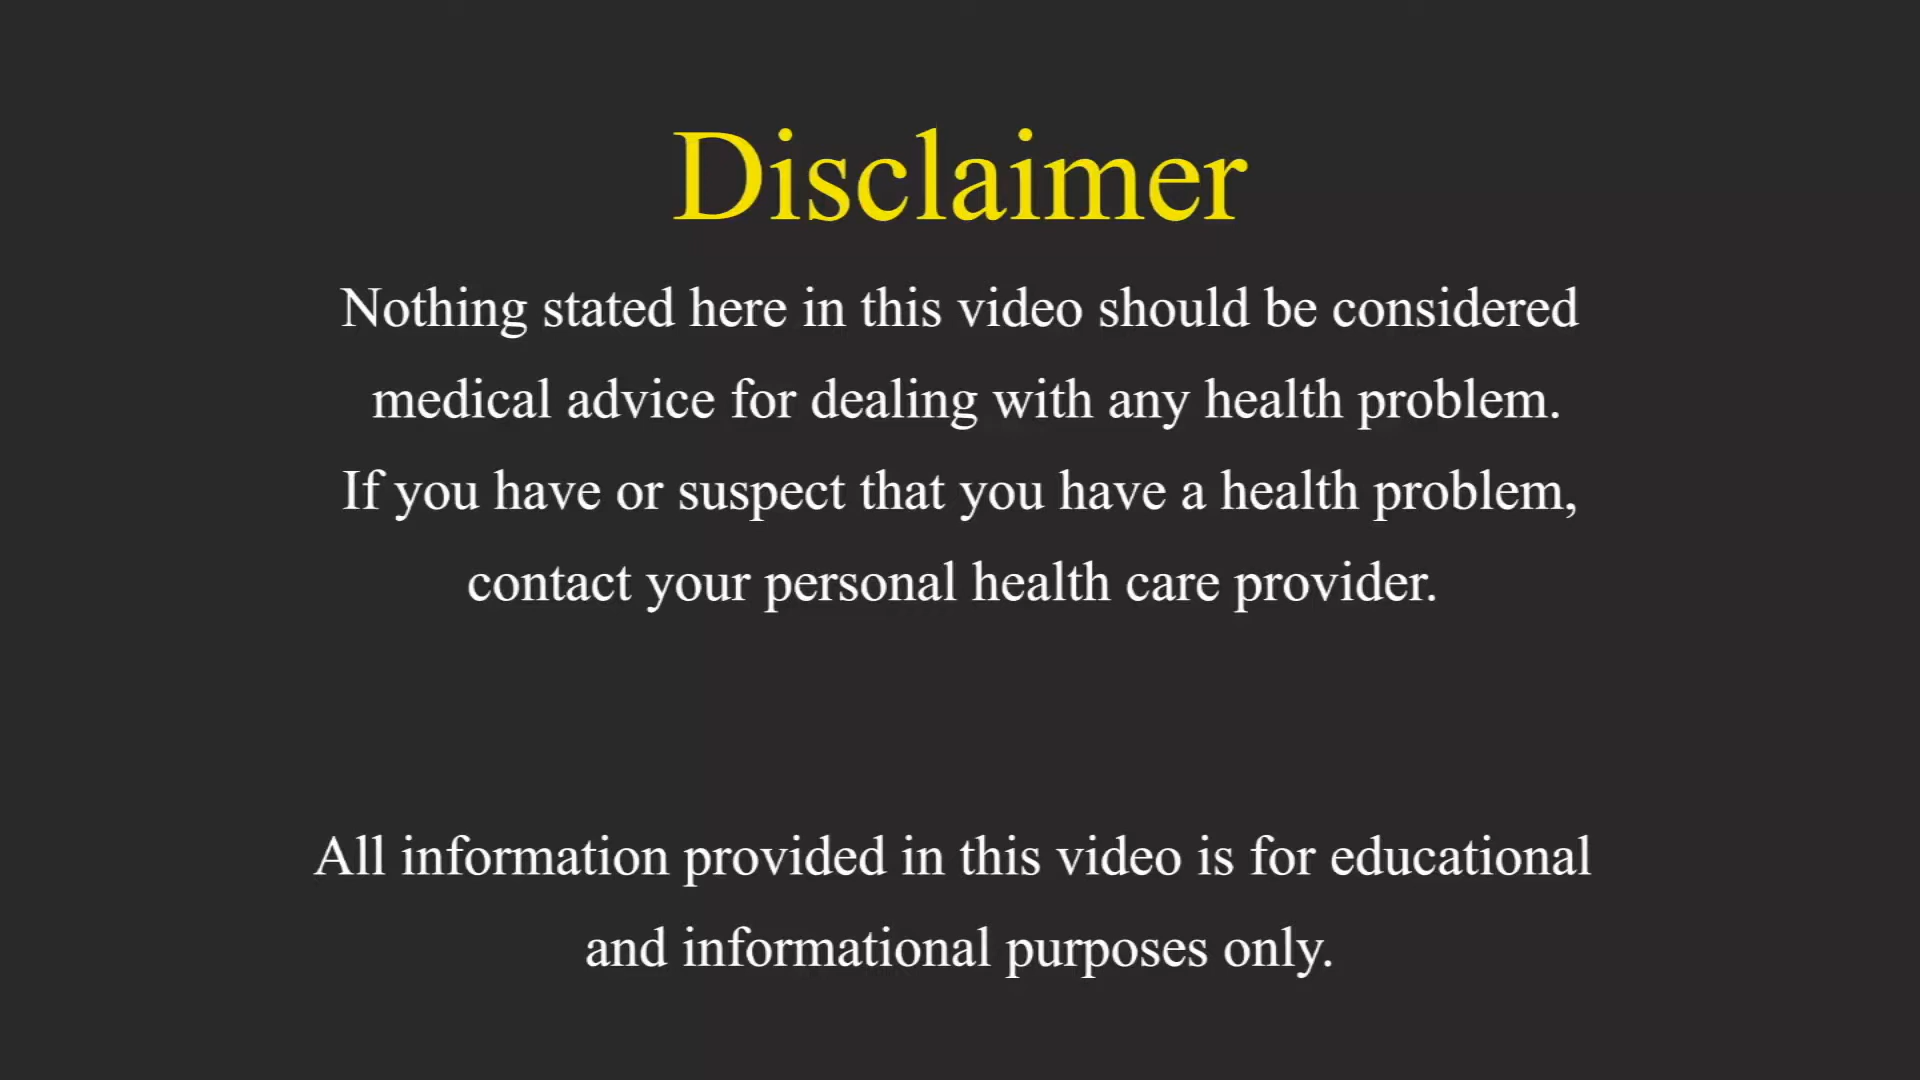 Disclaimer
Nothing stated here in this video should be considered
medical advice for dealing with any health problem.
If you have or suspect that you have a health problem,
contact your personal health care provider.
All information provided in this video is for educational
and informational purposes only.